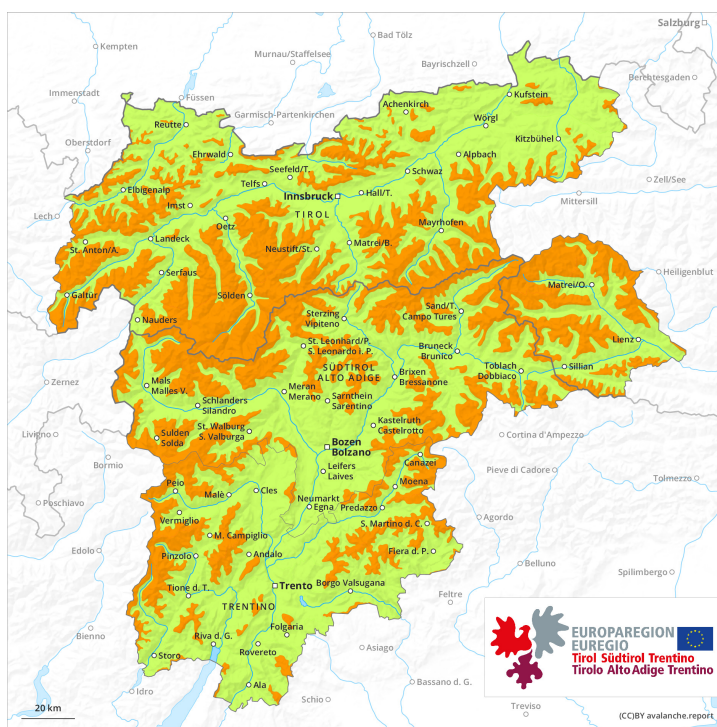 Salzburg
Kempten
Bad Tölz
Murnau/Staffelsee
Bayrischzell
Berchtesgaden
Immenstadt
Füssen
Kufstein
Achenkirch
Garmisch-Partenkirchen
Reutte
Wörgl
Kitzbühel
Oberstdorf
Ehrwald
Alpbach
Seefeld/T.
Schwaz
Zell/See
Telfs
Elbigenalp
Innsbruck
Hall/T.
Mittersill
Imst
Lech
TIROL
Oetz
Mayrhofen
St. Anton/A.
Landeck
Neustift/St.
Matrei/B.
Serfaus
Heiligenblut
Matrei/O.
Galtür
Sölden
Nauders
Sand/T.
Campo Tures
Sterzing
Vipiteno
Lienz
St. Leonhard/P.
S. Leonardo i. P.
Bruneck
Brunico
Toblach
Dobbiaco
Sillian
SÜDTIROL
ALTO ADIGE
Brixen
Bressanone
Zernez
Mals
Malles V.
Meran
Merano
Sarnthein
Sarentino
Schlanders
Silandro
Kastelruth
Castelrotto
St. Walburg
S. Valburga
Livigno
Sulden
Solda
Cortina d'Ampezzo
Bozen
Bolzano
Canazei
Bormio
Leifers
Laives
Pieve di Cadore
Tolmezzo
Moena
Peio
Cles
Malè
Neumarkt
Egna
Predazzo
Poschiavo
Vermiglio
Agordo
S. Martino d. C.
M. Campiglio
Edolo
Pinzolo
Andalo
Fiera d. P.
Belluno
Spilimbergo
Trento
Borgo Valsugana
Tione d. T.
Feltre
TRENTINO
Folgaria
Bienno
Riva d. G.
Rovereto
Asiago
Storo
Bassano d. G.
Ala
Idro
Schio
Treviso
EUROPAREGION
EUREGIO
Tirol Südtirol Trentino
Tirolo Alto Adige Trentino
20 km
(CC)BY avalanche.report